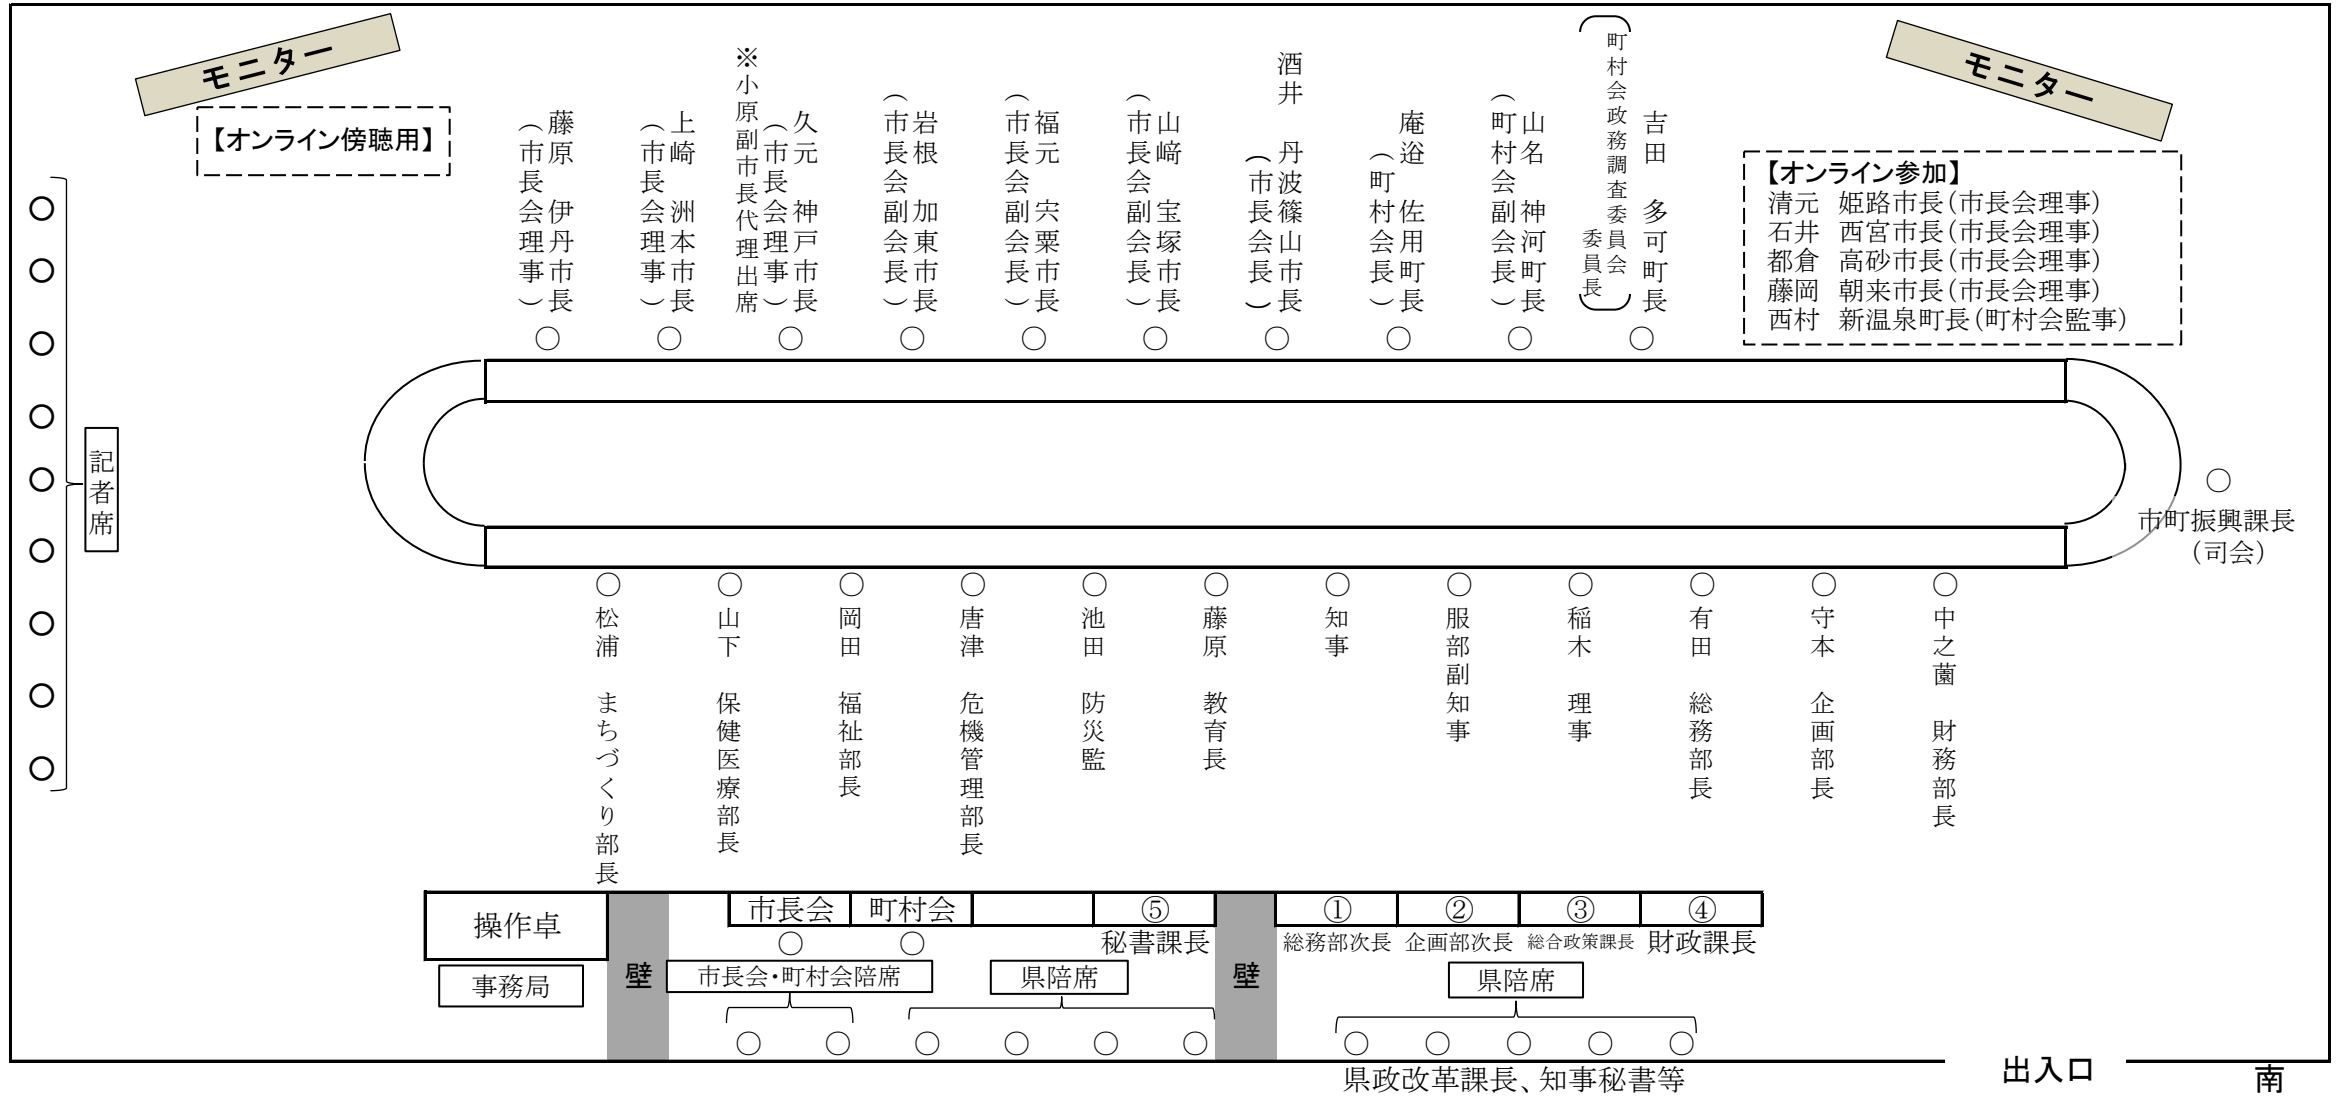 モニター
モニター
【オンライン傍聴用】
【オンライン参加】
清元 姫路市長(市長会理事)
石井 西宮市長(市長会理事)
都倉 高砂市長(市長会理事)
藤岡 朝来市長(市長会理事)
西村 新温泉町長(町村会監事)
吉田 多可町長
町村会政務調査委員会
委員長
山名 神河町長
(町村会副会長)
庵逧 佐用町長
(町村会長)
酒井 丹波篠山市長
(市長会長)
山﨑 宝塚市長
(市長会副会長)
福元 宍粟市長
(市長会副会長)
岩根 加東市長
(市長会副会長)
久元 神戸市長
(市長会理事)
※小原副市長代理出席
上崎 洲本市長
(市長会理事)
藤原 伊丹市長
(市長会理事)
記者席
市町振興課長
(司会)
中之薗 財務部長
守本 企画部長
有田 総務部長
稲木 理事
服部副知事
知事
藤原 教育長
池田 防災監
唐津 危機管理部長
岡田 福祉部長
山下 保健医療部長
松浦 まちづくり部長
操作卓
事務局
壁
市長会
町村会
⑤
秘書課長
市長会・町村会陪席
県陪席
壁
①
②
③
④
総務部次長
企画部次長
総合政策課長
財政課長
県陪席
県政改革課長、知事秘書等
出入口
南